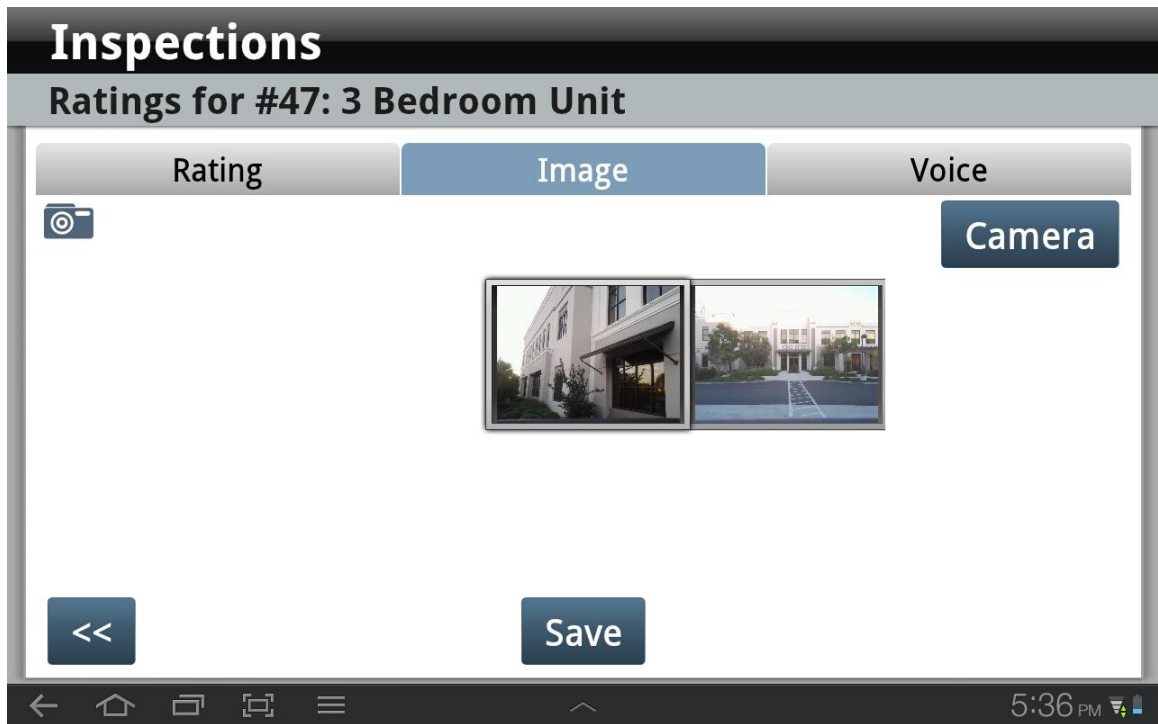 Inspections
Ratings for #47: 3 Bedroom Unit
Rating Image Voice
Camera
<< Save
5:36 PM